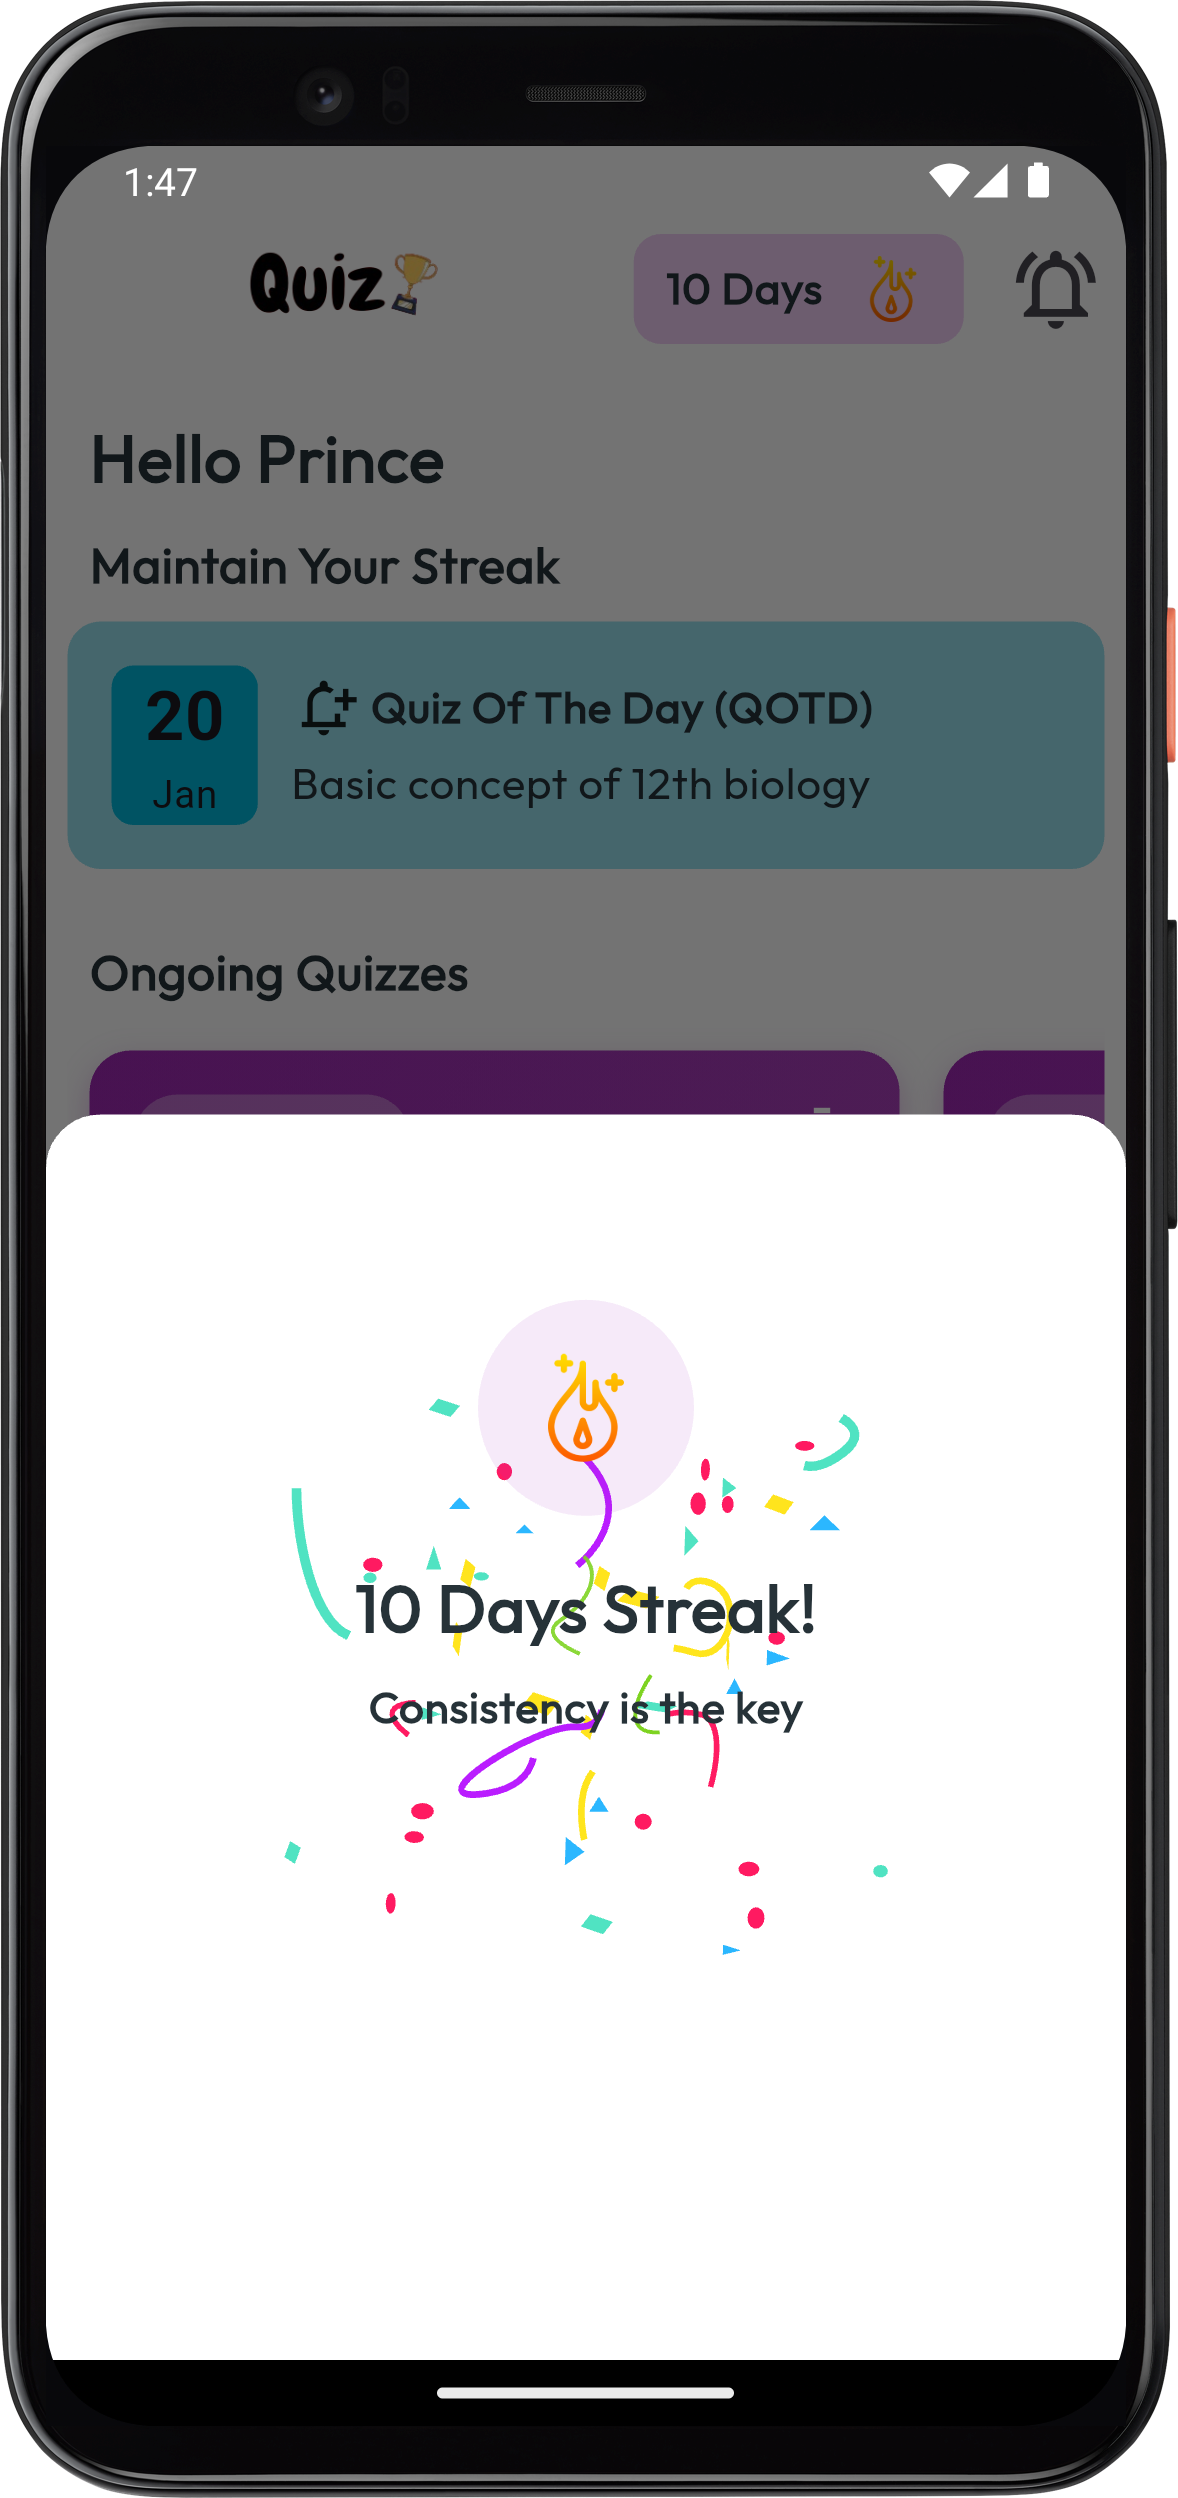 1:47
Quiz
10 Days
Hello Prince
Maintain Your Streak
20
Jan
Quiz Of The Day (QOTD)
Basic concept of 12th biology
Ongoing Quizzes
10 Days Streak!
Consistency is the key